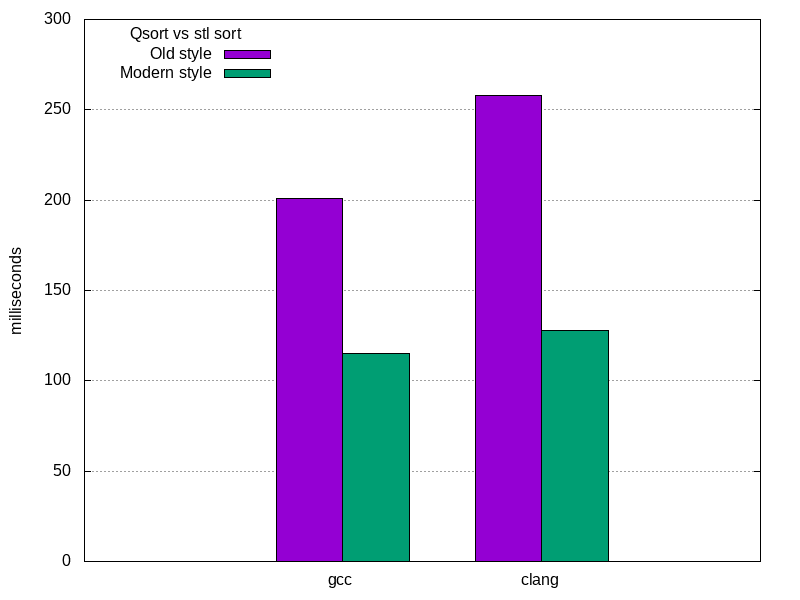 300
250
200
150
100
50
0
milliseconds
Qsort vs stl sort
Old style
Modern style
gcc
clang